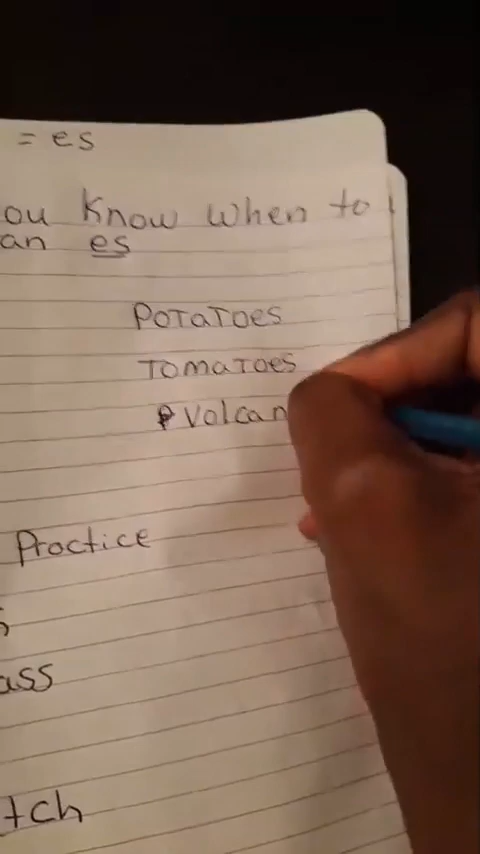 = es
ou know when to
an es
Potatoes
Tomatoes
Volcan
Practice
ass
tch